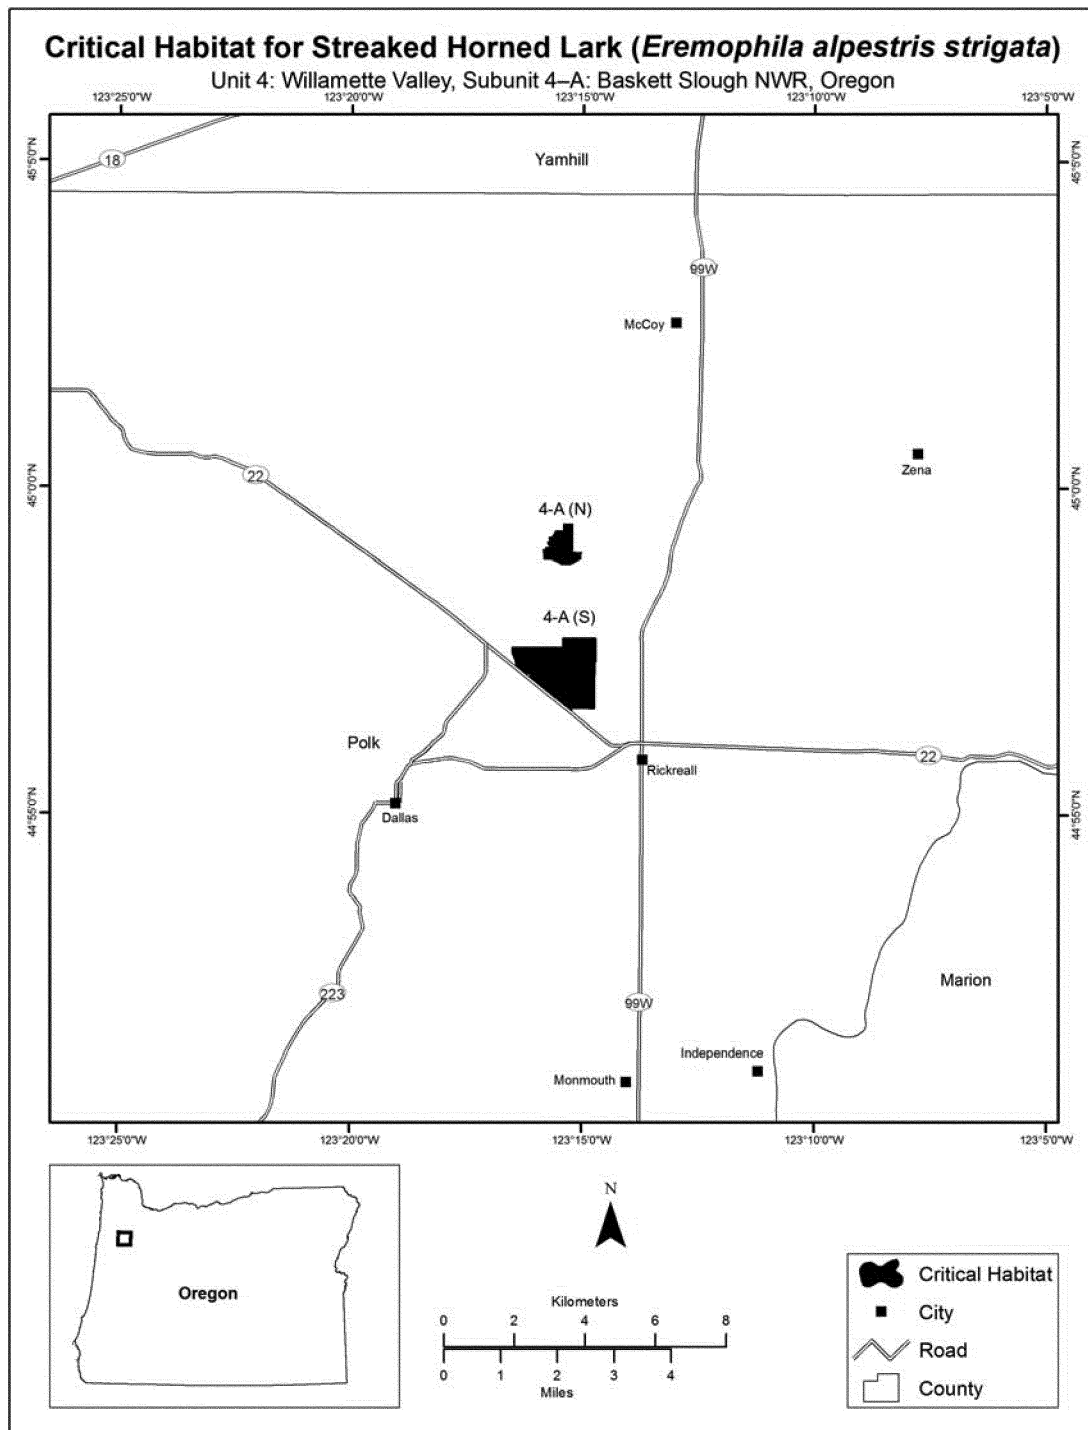 Critical Habitat for Streaked Horned Lark (Eremophila alpestris strigata)
Unit 4: Willamette Valley, Subunit 4–A: Baskett Slough NWR, Oregon
123°25'0"W 123°20'0"W 123°15'0"W 123°10'0"W 123°5'0"W
45°5'0"N
45°5'0"N
18
Yamhill
99W
McCoy
Zena
22
45°0'0"N
45°0'0"N
4-A (N)
4-A (S)
Polk
22
Rickreall
Dallas
44°55'0"N
44°55'0"N
Marion
223
99W
Independence
Monmouth
123°25'0"W 123°20'0"W 123°15'0"W 123°10'0"W 123°5'0"W
Oregon
N
Kilometers
0 2 4 6 8
0 1 2 3 4
Miles
Critical Habitat
City
Road
County